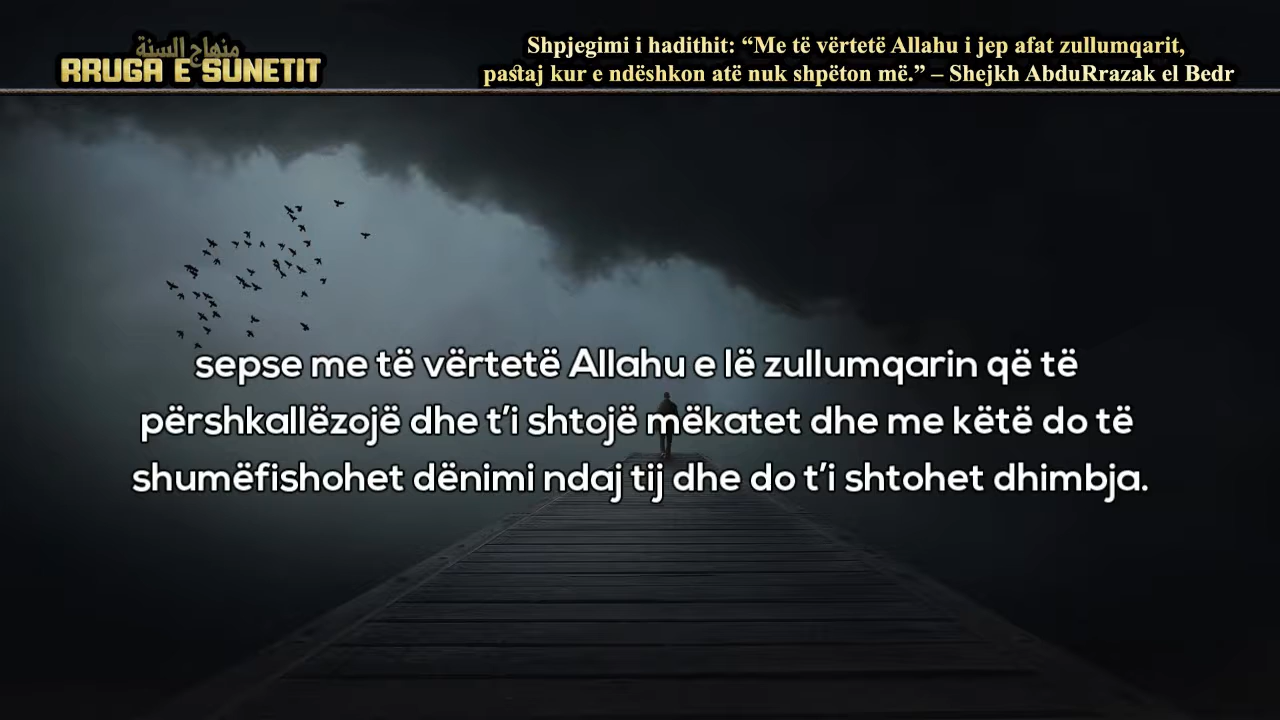 منهاج السنة
RRUGA E SUNETIT
Shpjegimi i hadithit: “Me të vërtetë Allahu i jep afat zullumqarit,
pastaj kur e ndëshkon atë nuk shpëton më.” – Shejkh AbduRrazak el Bedr
sepse me të vërtetë Allahu e lë zullumqarin që të
përshkallëzojë dhe t’i shtojë mëkatet dhe me këtë do të
shumëfishohet dënimi ndaj tij dhe do t’i shtohet dhimbja.